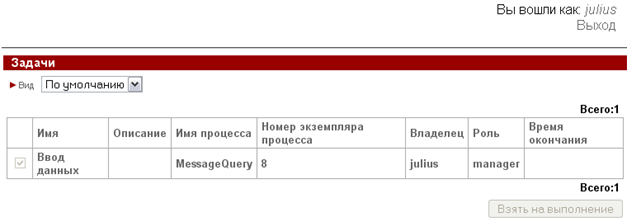 Вы вошли как: julius
Выход
Задачи
Вид По умолчанию
Всего:1
Имя Описание Имя процесса Номер экземпляра процесса Владелец Роль Время окончания
Ввод данных MessageQuery 8 julius manager
Всего:1
Взять на выполнение